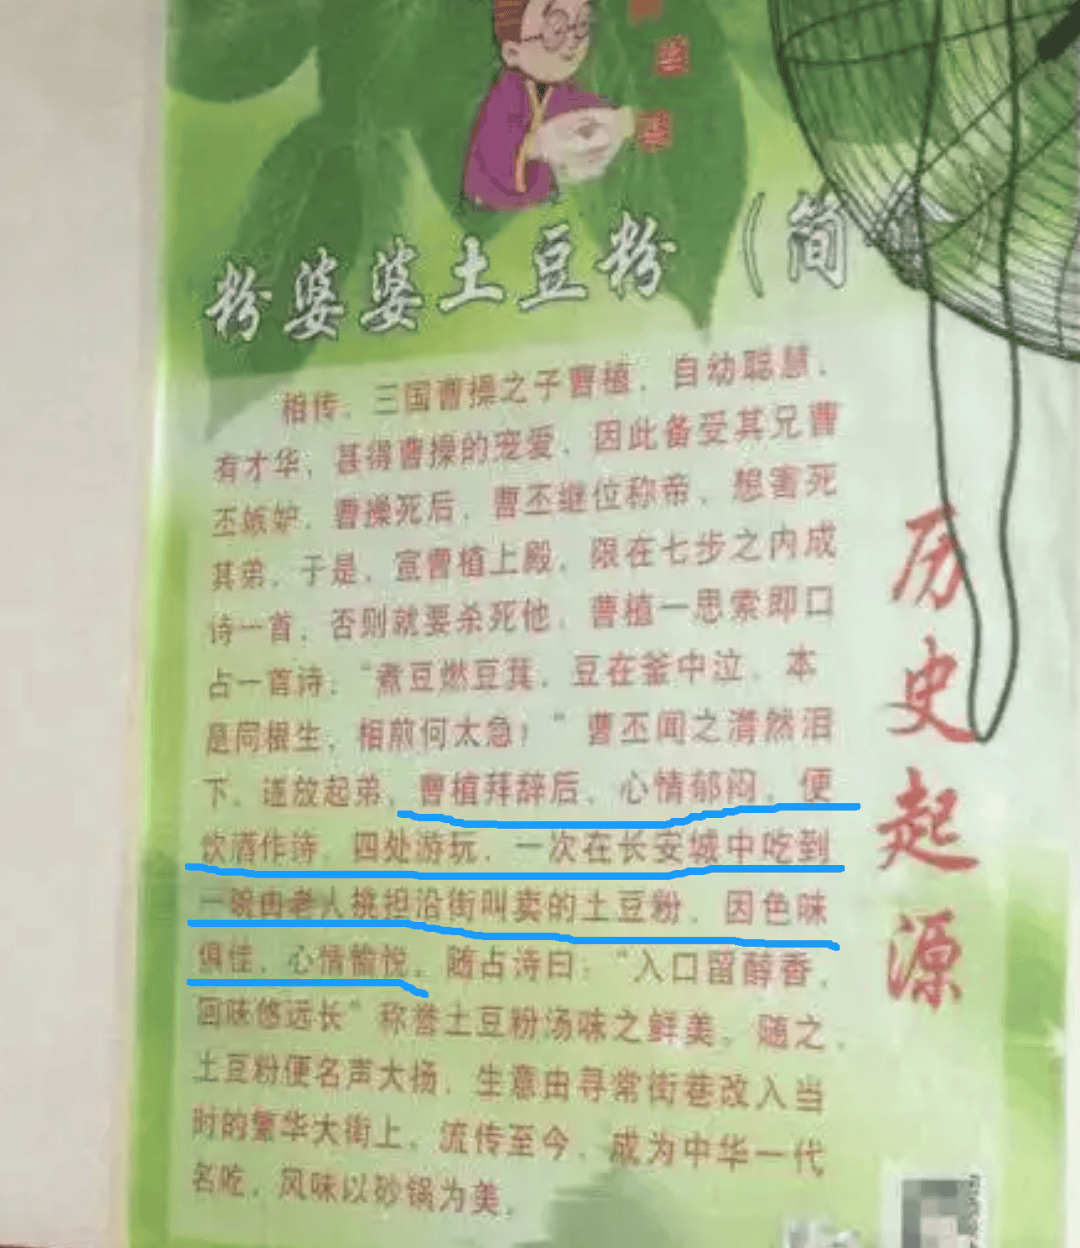 粉婆婆土豆粉（简
相传，三国曹操之子曹植，自幼聪慧，
有才华，甚得曹操的宠爱，因此备受其兄曹
丕嫉妒，曹操死后，曹丕继位称帝，想害死
其弟，于是，宣曹植上殿，限在七步之内成
诗一首，否则就要杀死他，曹植一思索即口
占一首诗："煮豆燃豆萁，豆在釜中泣，本
是同根生，相煎何太急！"曹丕闻之潸然泪
下，遂放起弟，曹植拜辞后，心情郁闷，便
饮酒作诗，四处游玩，一次在长安城中吃到
一碗由老人挑担沿街叫卖的土豆粉，因色味
俱佳，心情愉悦，随占诗曰："入口留醇香，
回味悠远长"称誉土豆粉汤味之鲜美。随之，
土豆粉便名声大扬，生意由寻常街巷改入当
时的繁华大街上，流传至今，成为中华一代
名吃，风味以砂锅为美。
历史起源